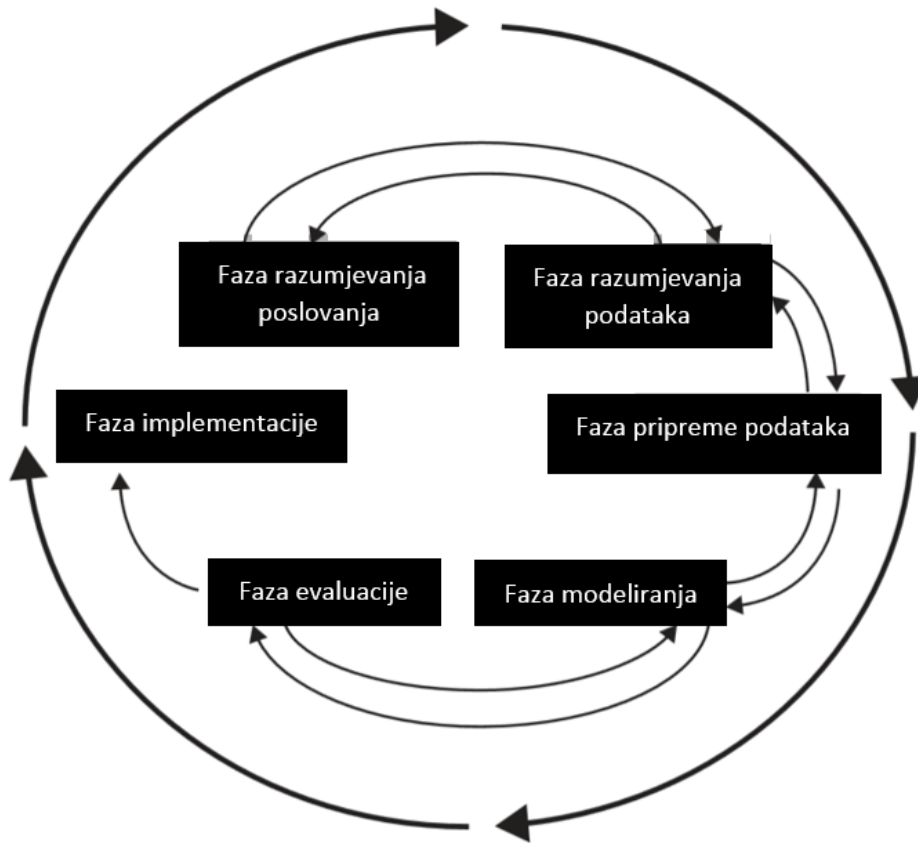 Faza razumjevanja
poslovanja
Faza razumjevanja
podataka
Faza implementacije
Faza pripreme podataka
Faza evaluacije
Faza modeliranja